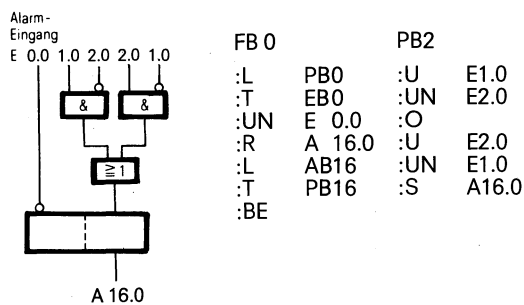 Alarm-
Eingang
E 0.0 1.0 2.0 2.0 1.0
& &
≧1
A 16.0
FB 0
:L PB0
:T EB0
:UN E 0.0
:R A 16.0
:L AB16
:T PB16
:BE
PB2
:U E1.0
:UN E2.0
:O
:U E2.0
:UN E1.0
:S A16.0